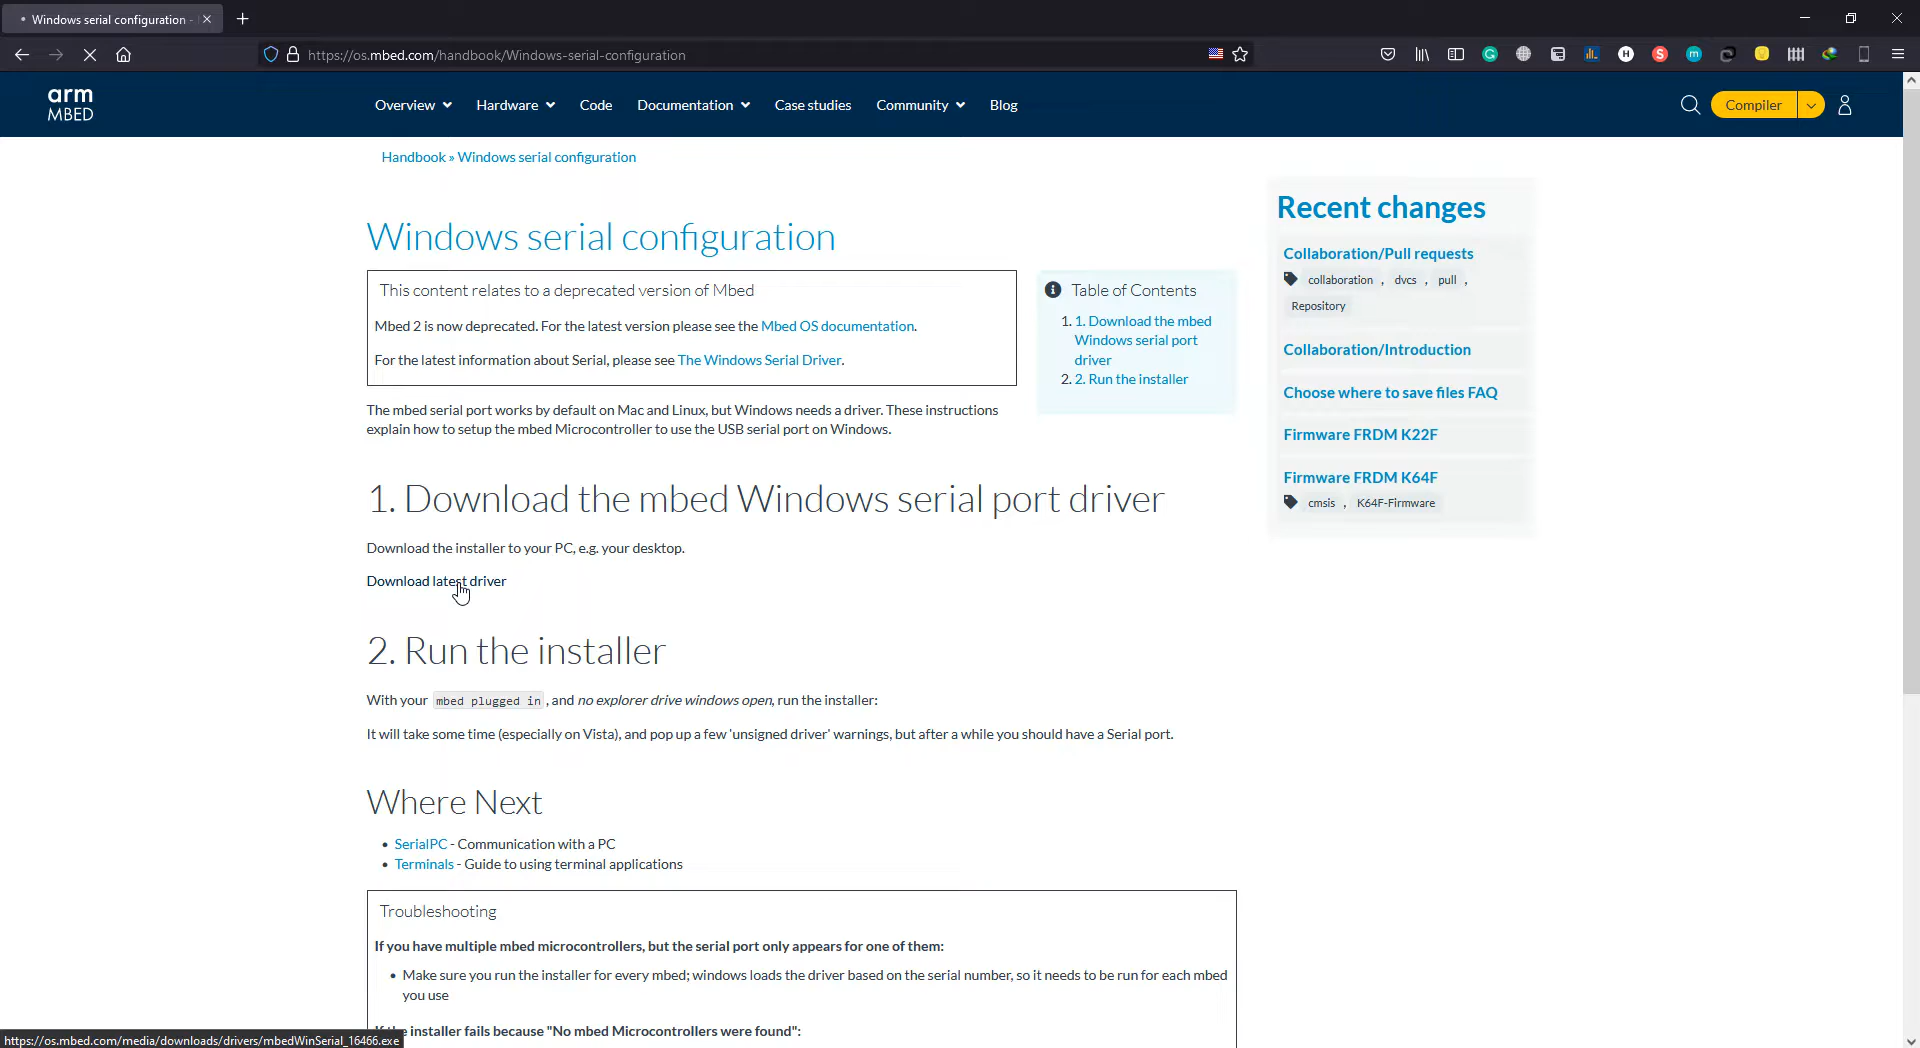 Windows serial configuration -
https://os.mbed.com/handbook/Windows-serial-configuration
arm
MBED
Overview
Hardware
Code
Documentation
Case studies
Community
Blog
Compiler
Handbook » Windows serial configuration
Windows serial configuration
This content relates to a deprecated version of Mbed
Mbed 2 is now deprecated. For the latest version please see the Mbed OS documentation.
For the latest information about Serial, please see The Windows Serial Driver.
Table of Contents
1. 1. Download the mbed
Windows serial port
driver
2. 2. Run the installer
The mbed serial port works by default on Mac and Linux, but Windows needs a driver. These instructions
explain how to setup the mbed Microcontroller to use the USB serial port on Windows.
1. Download the mbed Windows serial port driver
Download the installer to your PC, e.g. your desktop.
Download latest driver
2. Run the installer
With your mbed plugged in, and no explorer drive windows open, run the installer:
It will take some time (especially on Vista), and pop up a few 'unsigned driver' warnings, but after a while you should have a Serial port.
Where Next
• SerialPC - Communication with a PC
• Terminals - Guide to using terminal applications
Troubleshooting
If you have multiple mbed microcontrollers, but the serial port only appears for one of them:
• Make sure you run the installer for every mbed; windows loads the driver based on the serial number, so it needs to be run for each mbed
you use
installer fails because "No mbed Microcontrollers were found":
Recent changes
Collaboration/Pull requests
collaboration , dvcs , pull ,
Repository
Collaboration/Introduction
Choose where to save files FAQ
Firmware FRDM K22F
Firmware FRDM K64F
cmsis , K64F-Firmware
https://os.mbed.com/media/downloads/drivers/mbedWinSerial_16466.exe